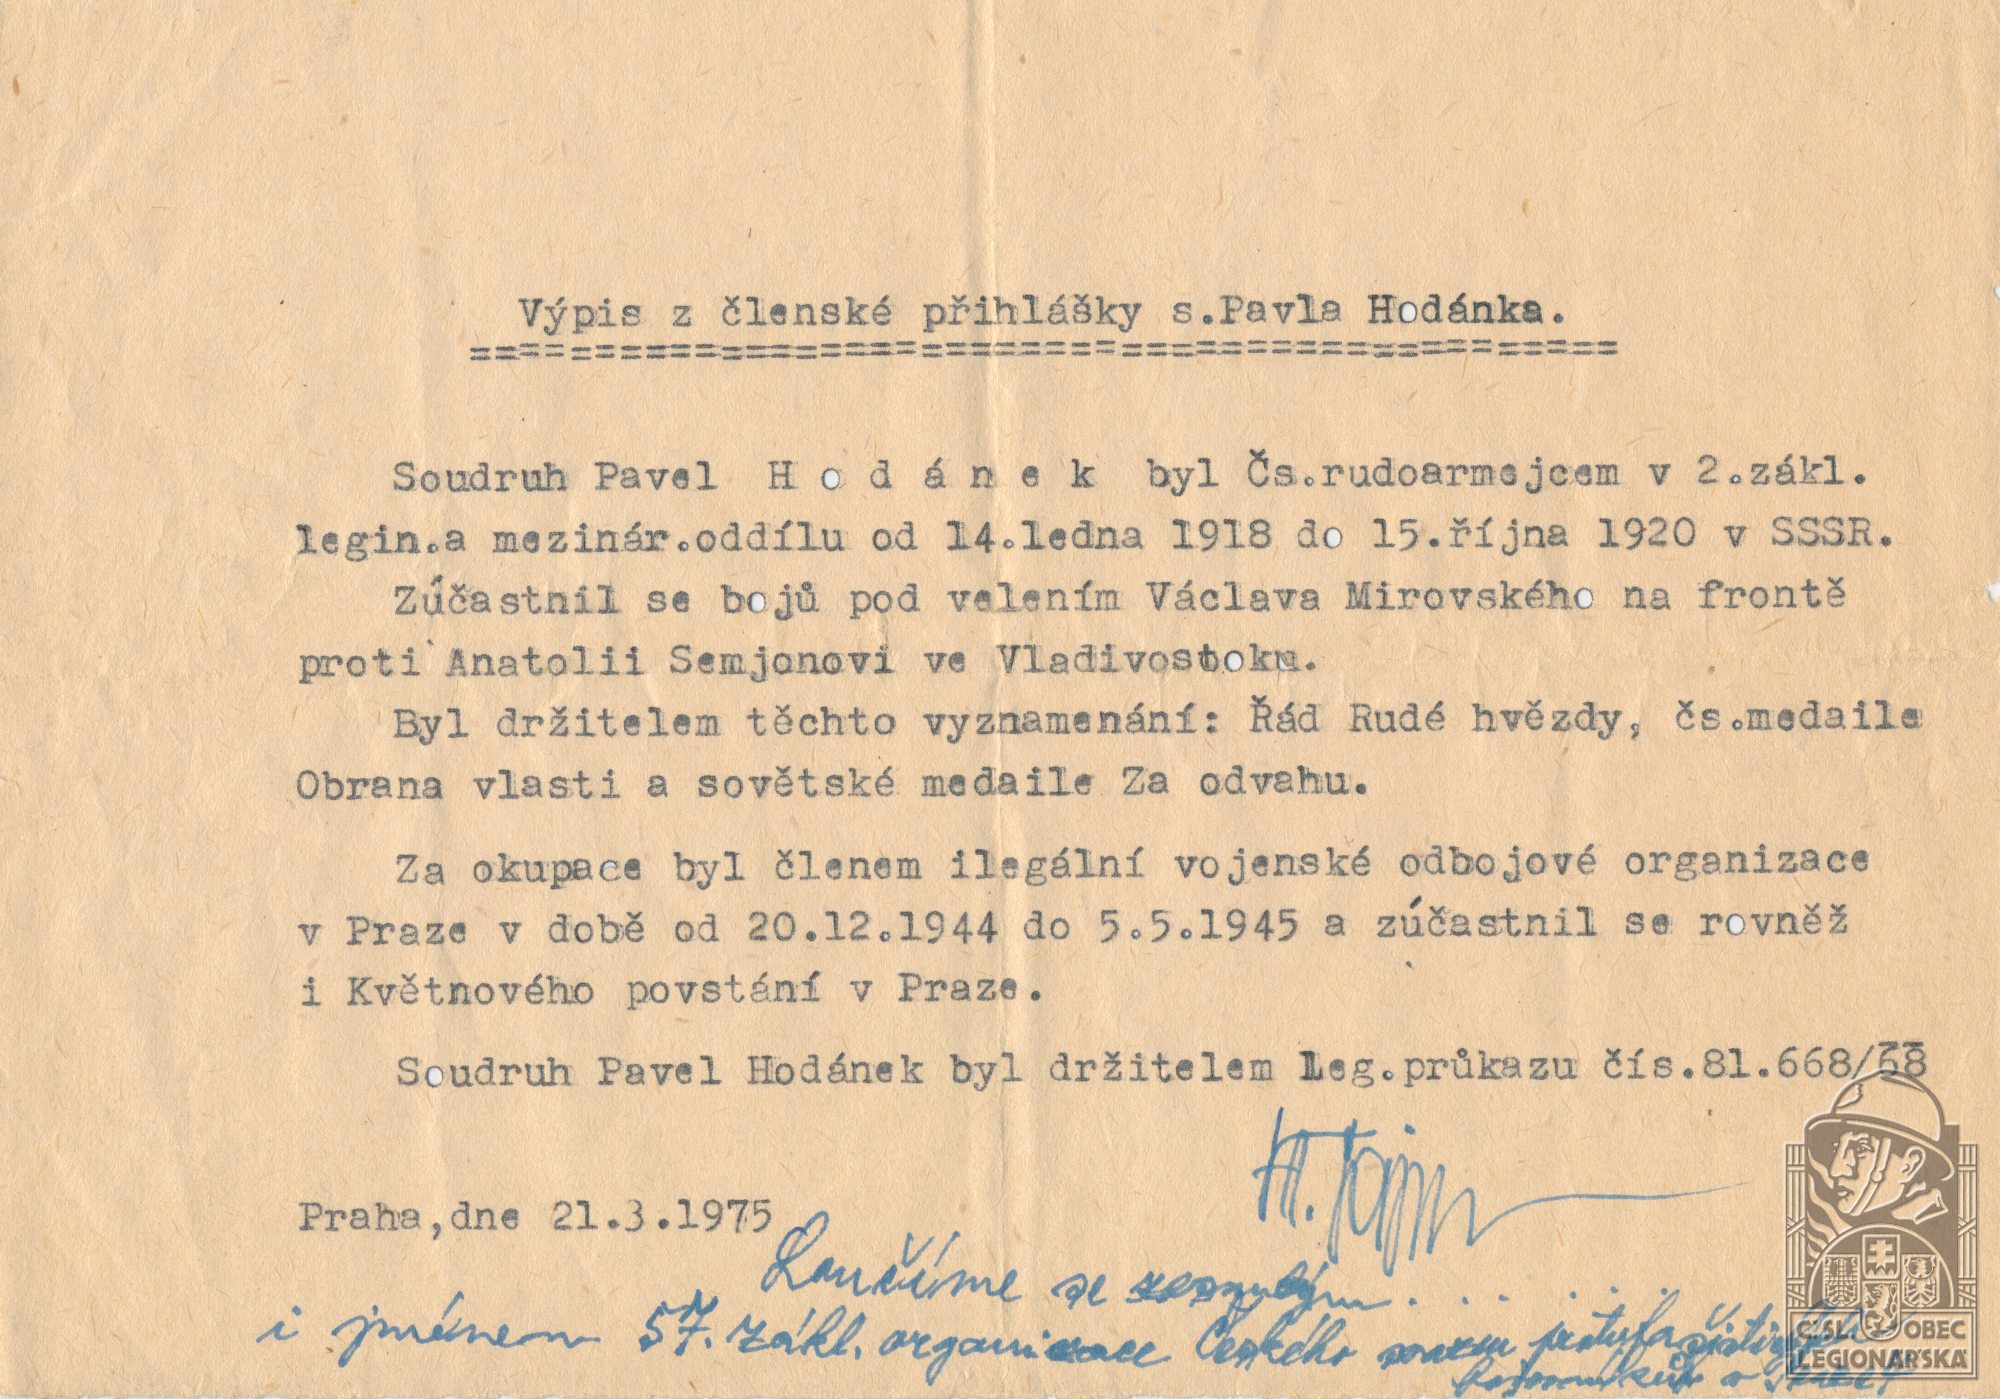 Výpis z členské přihlášky s.Pavla Hodánka.
==============================================
Soudruh Pavel H o d á n e k byl Čs.rudoarmejcem v 2.zákl.
legin.a mezinár.oddílu od 14.ledna 1918 do 15.října 1920 v SSSR.
Zúčastnil se bojů pod velením Václava Mirovského na frontě
proti Anatolii Semjonovi ve Vladivostoku.
Byl držitelem těchto vyznamenání: Řád Rudé hvězdy, čs.medaile
Obrana vlasti a sovětské medaile Za odvahu.
Za okupace byl členem ilegální vojenské odbojové organizace
v Praze v době od 20.12.1944 do 5.5.1945 a zúčastnil se rovněž
i Květnového povstání v Praze.
Soudruh Pavel Hodánek byl držitelem Leg.průkazu čís.81.668/68
Praha,dne 21.3.1975
Loučíme se zesnulým . . . . . .
i jménem 57. zákl. organizace Českého svazu
ČSL. OBEC
LEGIONÁŘSKÁ